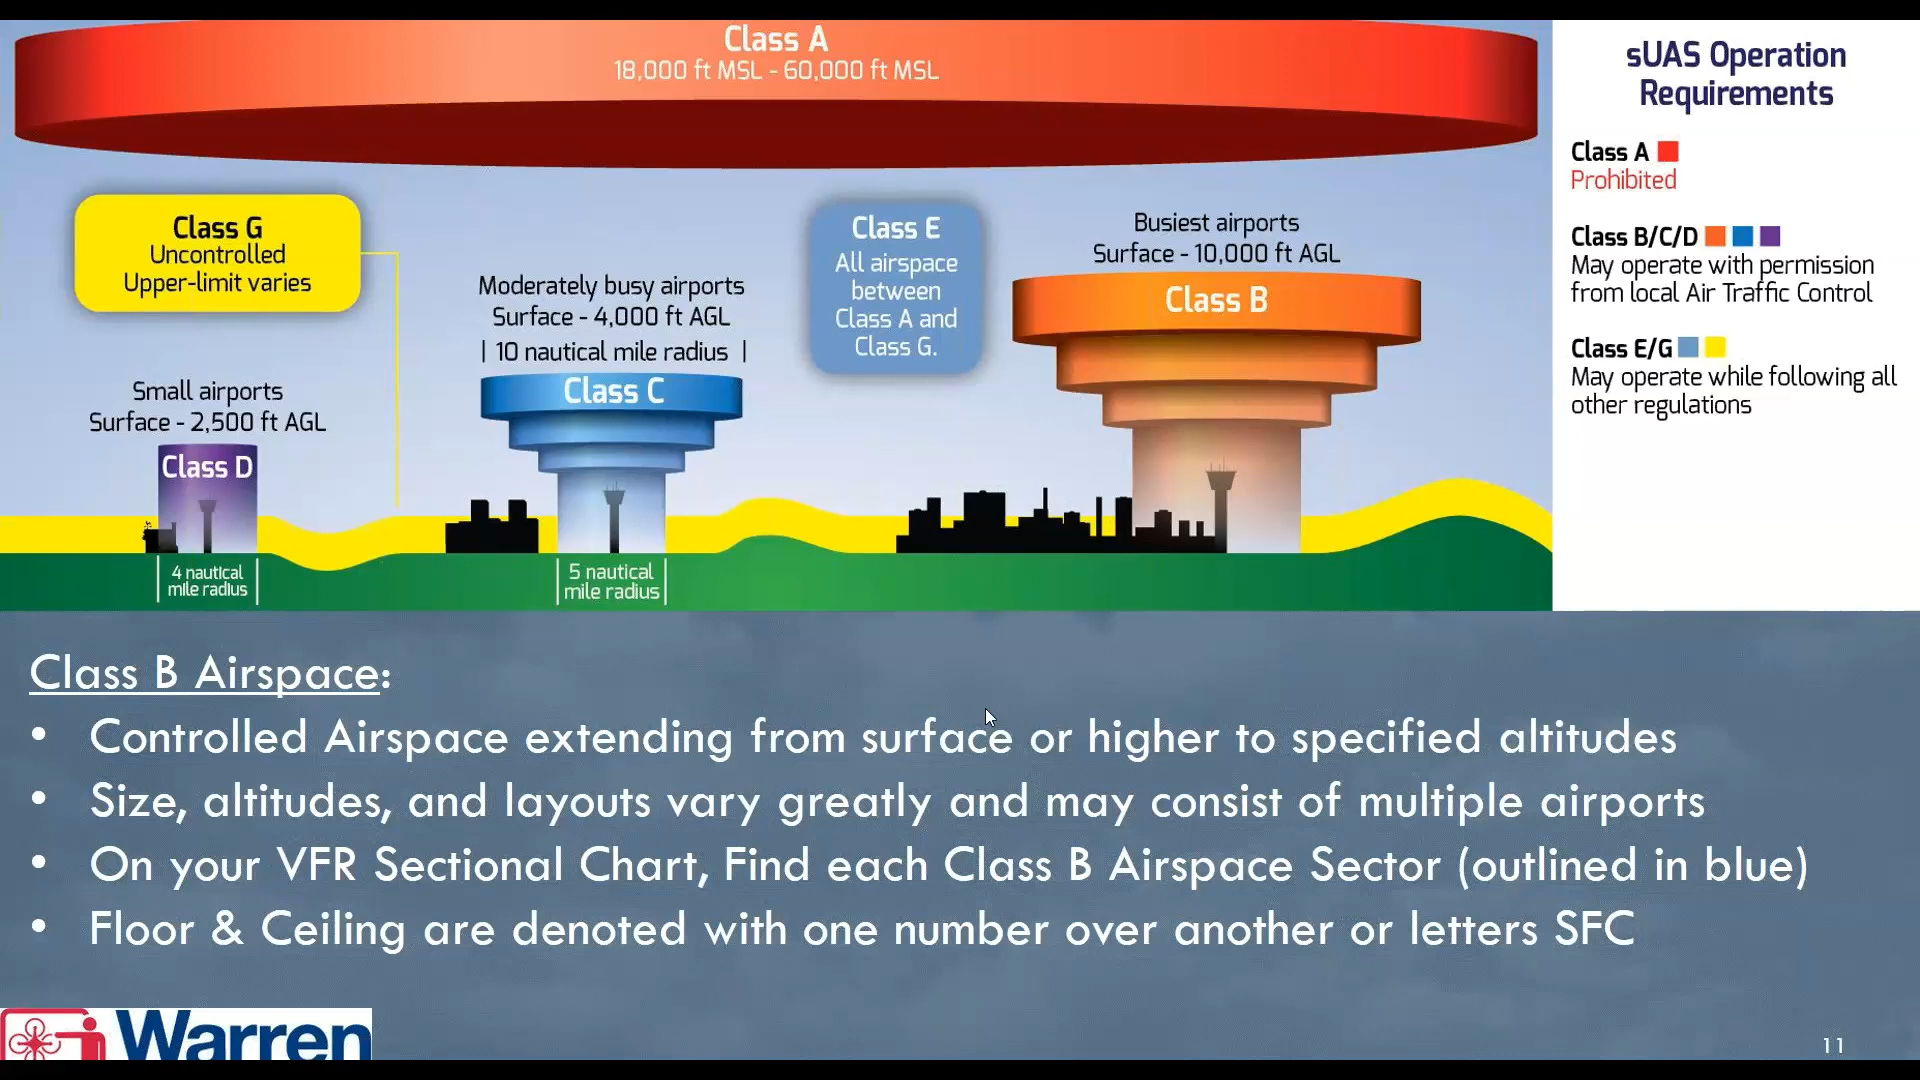 Class A
18,000 ft MSL - 60,000 ft MSL
Class G
Uncontrolled
Upper-limit varies
Small airports
Surface - 2,500 ft AGL
Class D
4 nautical
mile radius
Moderately busy airports
Surface - 4,000 ft AGL
| 10 nautical mile radius |
Class C
5 nautical
mile radius
Class E
All airspace
between
Class A and
Class G.
Busiest airports
Surface - 10,000 ft AGL
Class B
sUAS Operation
Requirements
Class A
Prohibited
Class B/C/D
May operate with permission
from local Air Traffic Control
Class E/G
May operate while following all
other regulations
Class B Airspace:
• Controlled Airspace extending from surface or higher to specified altitudes
• Size, altitudes, and layouts vary greatly and may consist of multiple airports
• On your VFR Sectional Chart, Find each Class B Airspace Sector (outlined in blue)
• Floor & Ceiling are denoted with one number over another or letters SFC
Warren
11